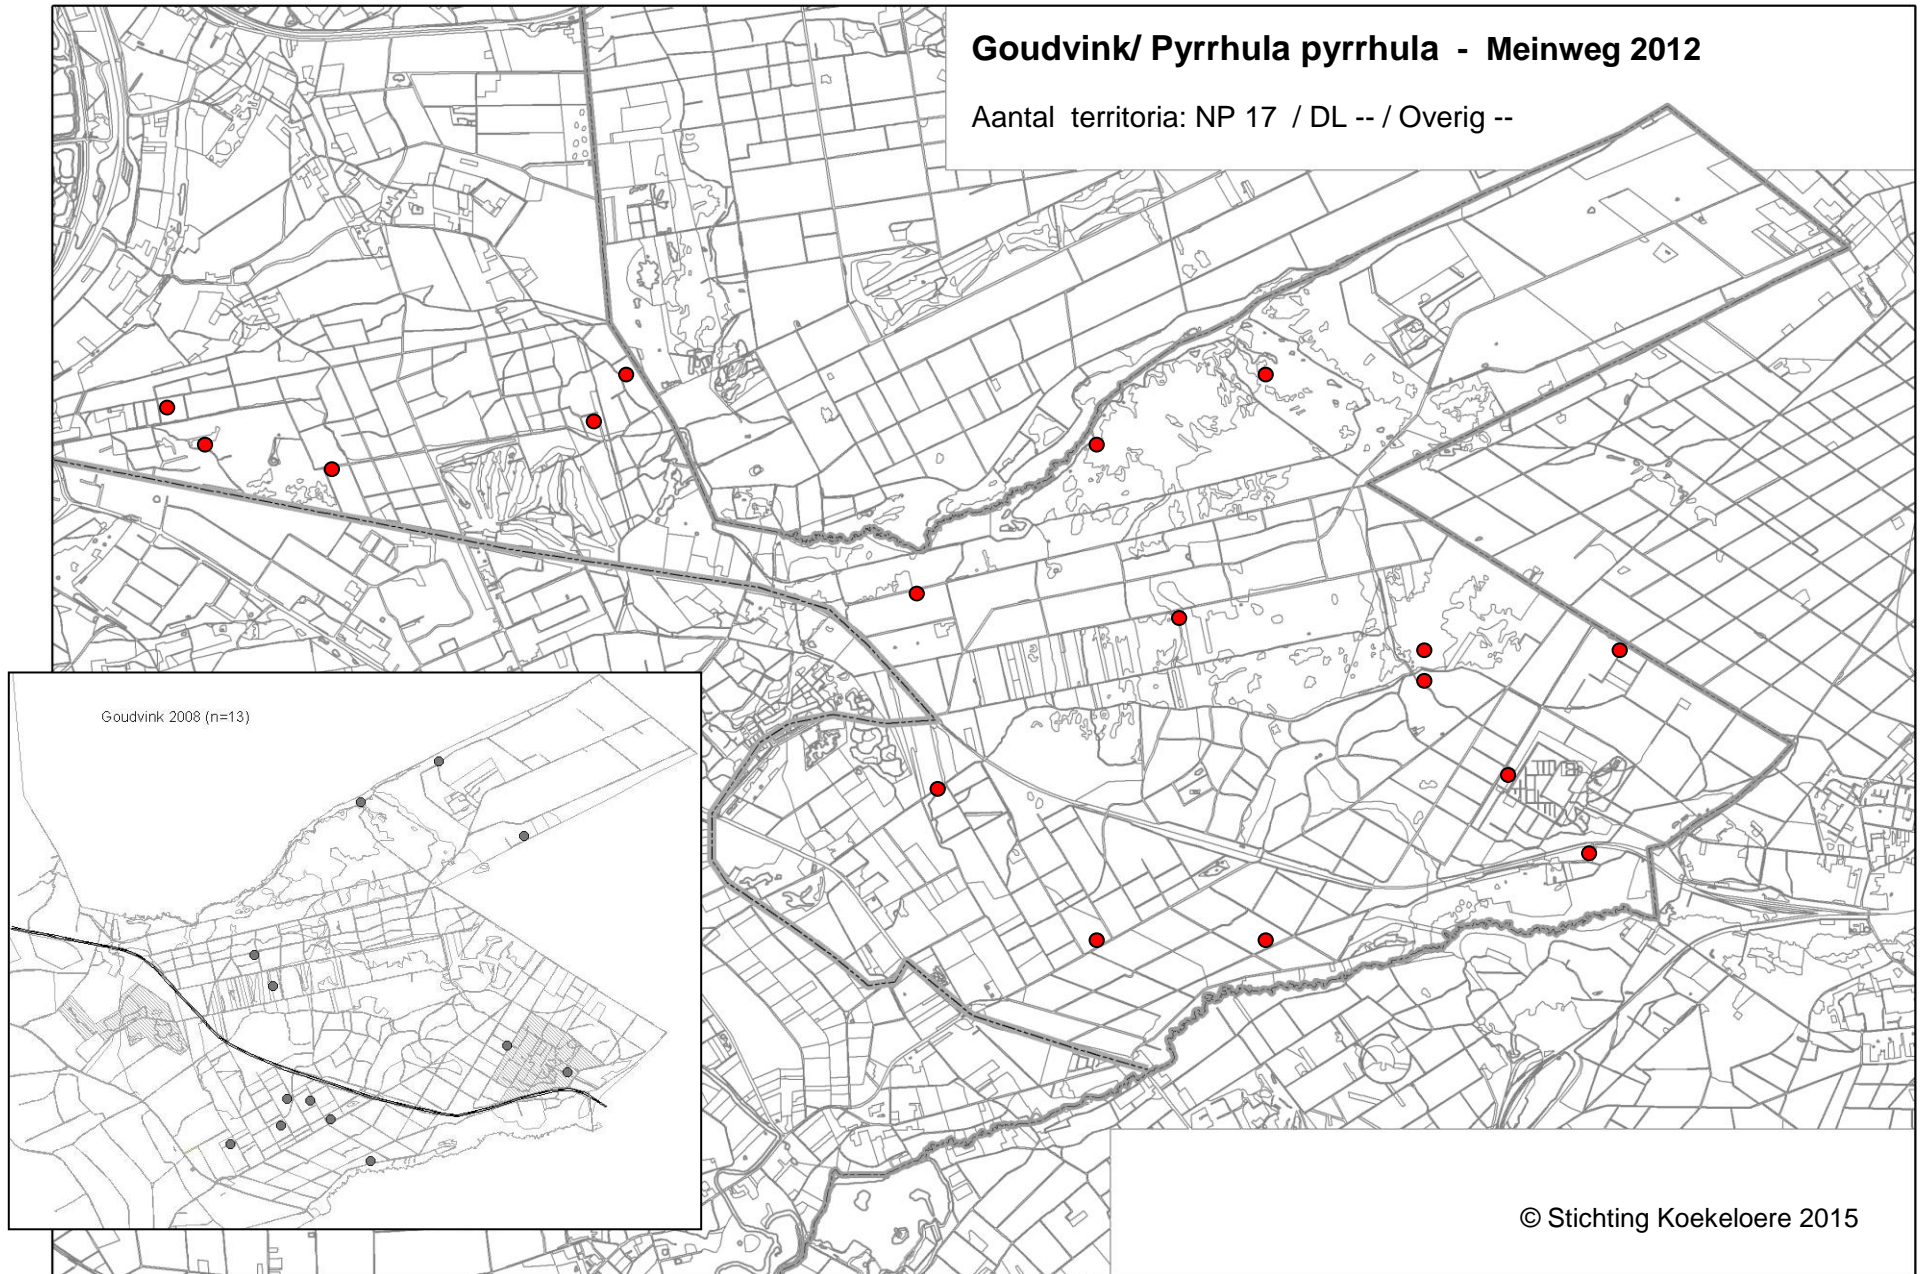 Goudvink/ Pyrrhula pyrrhula - Meinweg 2012
Aantal territoria: NP 17 / DL -- / Overig --
Goudvink 2008 (n=13)
© Stichting Koekeloere 2015